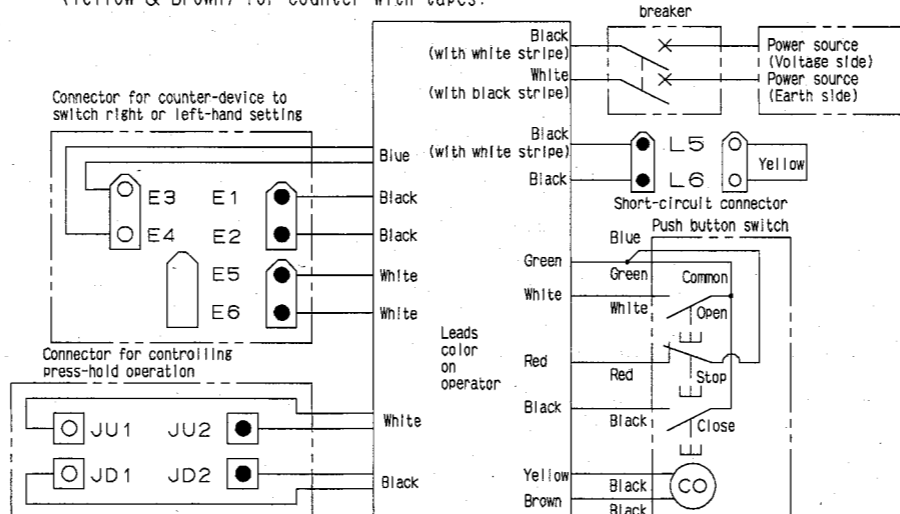 (Yellow & Brown) for counter with tapes.
breaker
Black
(with white stripe)
White
(with black stripe)
Power source
(Voltage side)
Power source
(Earth side)
Connector for counter-device to
switch right or left-hand setting
Blue
Black
(with white stripe)
Black
L5
L6
Yellow
Short-circuit connector
E3
E4
E1
E2
E5
E6
Black
Black
White
White
Push button switch
Blue
Green
Green
Common
White
White
Open
Red
Red
Stop
Black
Black
Close
Yellow
Black
Brown
Black
CO
Leads
color
on
operator
Connector for controlling
press-hold operation
JU1
JU2
JD1
JD2
White
Black